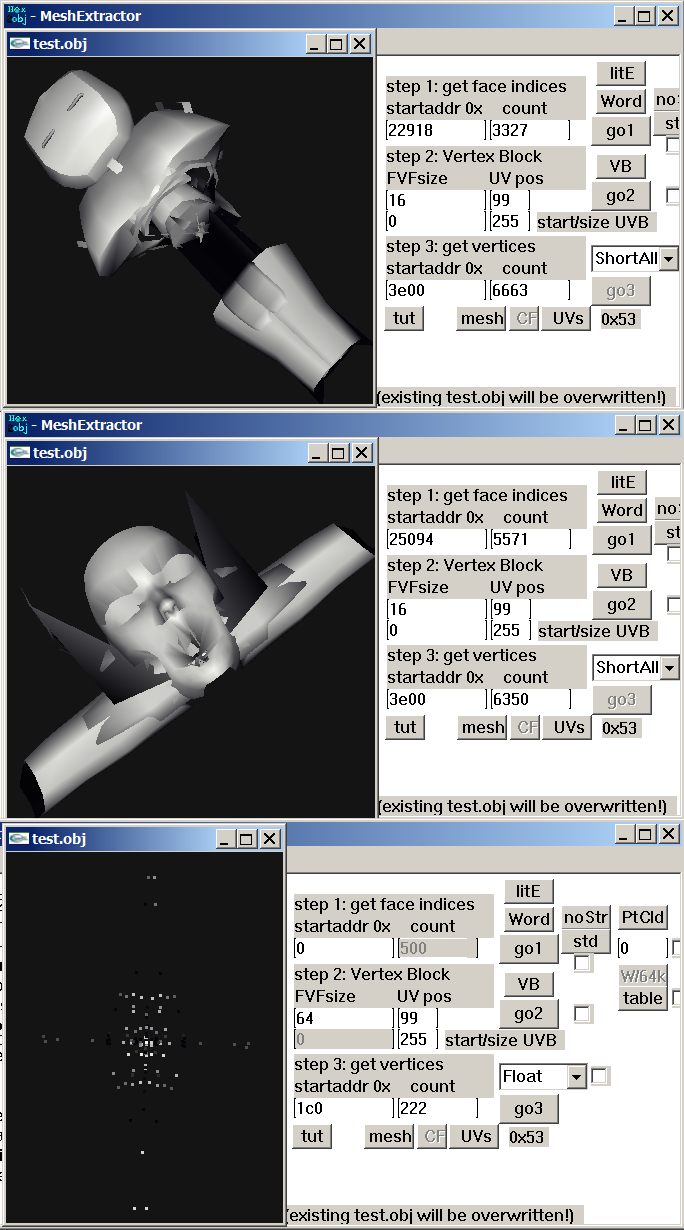 Hex
obj - MeshExtractor
test.obj
litE
step 1: get face indices
startaddr 0x count
Word no
22918 3327 go1 st
step 2: Vertex Block
VB
FVFsize UV pos
16 99 go2
0 255 start/size UVB
step 3: get vertices
startaddr 0x count ShortAll
3e00 6663 go3
tut mesh CF UVs 0x53
(existing test.obj will be overwritten!)
Hex
obj - MeshExtractor
test.obj
litE
step 1: get face indices
startaddr 0x count
Word no
25094 5571 go1 st
step 2: Vertex Block
VB
FVFsize UV pos
16 99 go2
0 255 start/size UVB
step 3: get vertices
startaddr 0x count ShortAll
3e00 6350 go3
tut mesh CF UVs 0x53
(existing test.obj will be overwritten!)
test.obj
litE
step 1: get face indices
startaddr 0x count
Word noStr PtCld
0 500 go1 std 0
step 2: Vertex Block
VB W/64k
FVFsize UV pos
table
64 99 go2
0 255 start/size UVB
step 3: get vertices
startaddr 0x count Float
1c0 222 go3
tut mesh CF UVs 0x53
(existing test.obj will be overwritten!)